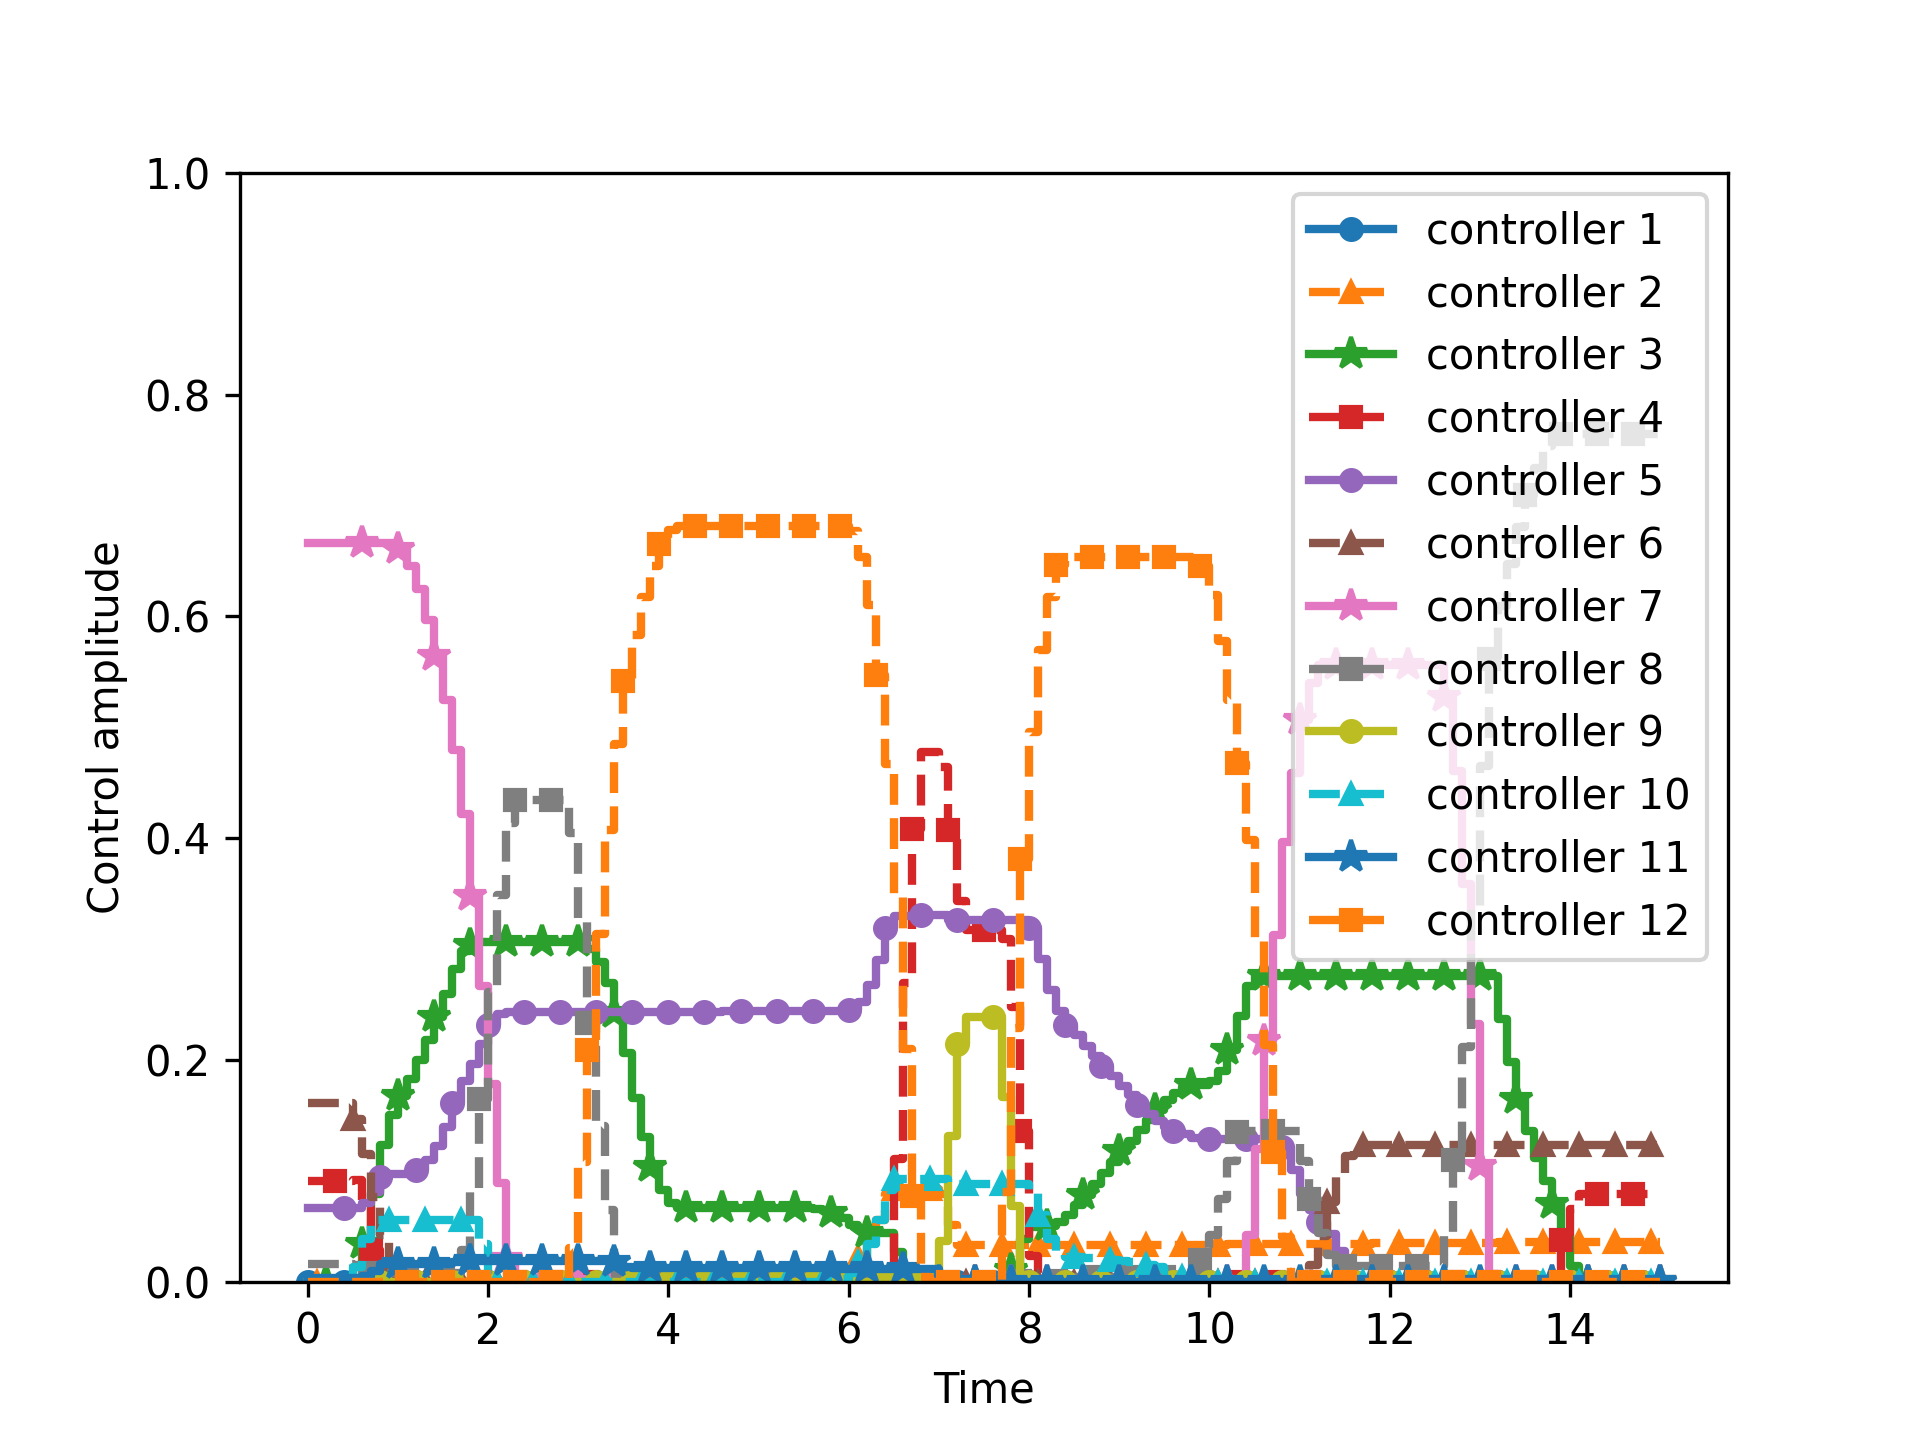 1.0
0.8
0.6
0.4
0.2
0.0
Control amplitude
0 2 4 6 8 10 12 14
Time
controller 1
controller 2
controller 3
controller 4
controller 5
controller 6
controller 7
controller 8
controller 9
controller 10
controller 11
controller 12